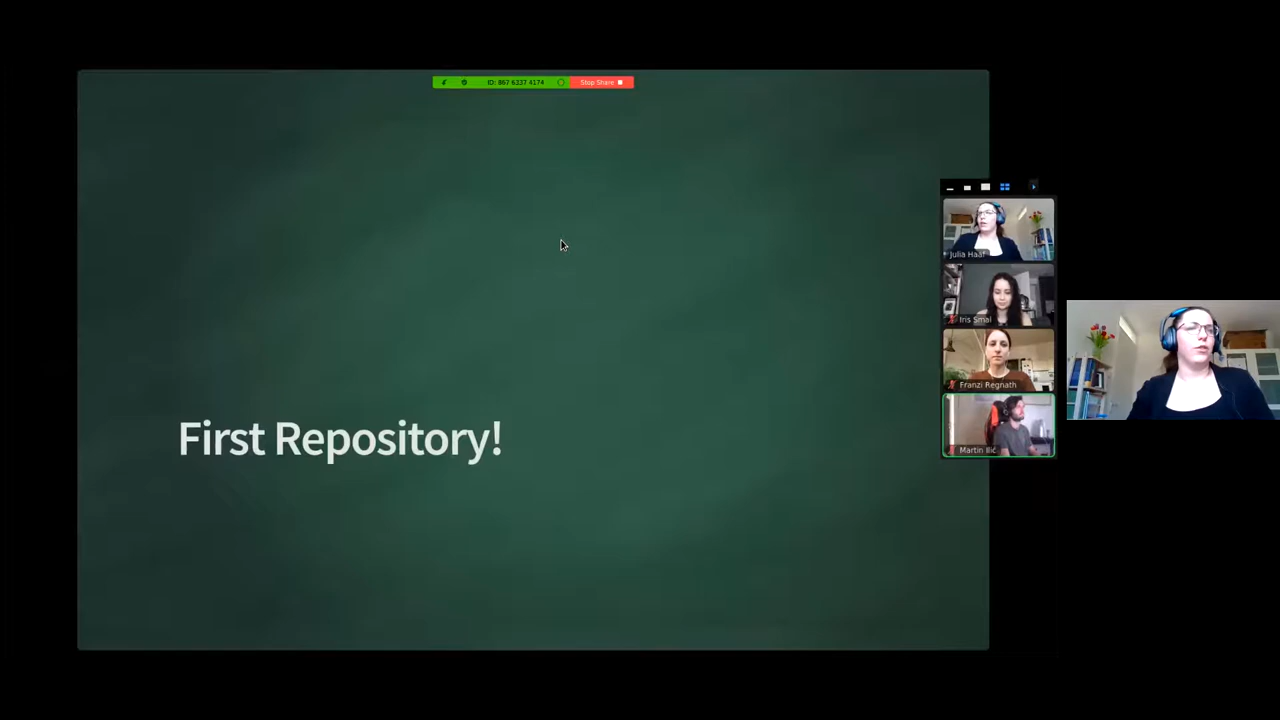 ID: 867 6337 4174
Stop Share
Julia Haaf
Iris Smal
Franzi Regnath
Martin Ilić
First Repository!